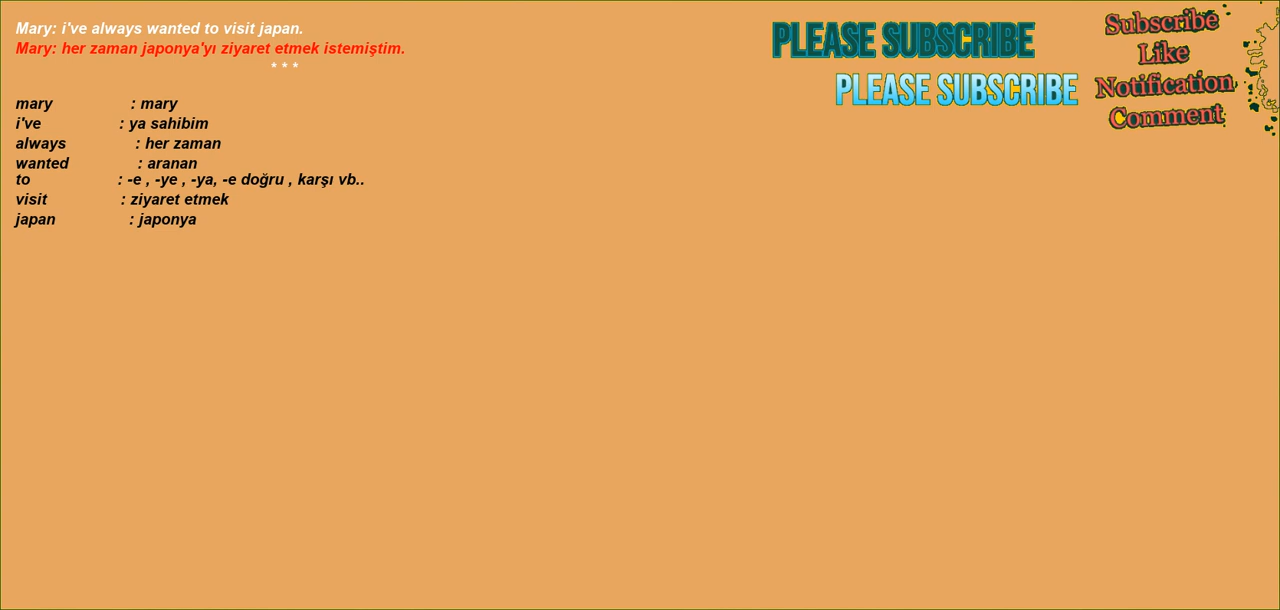 Mary: i've always wanted to visit japan.
Mary: her zaman japonya'yı ziyaret etmek istemiştim.
* * *
mary : mary
i've : ya sahibim
always : her zaman
wanted : aranan
to : -e , -ye , -ya, -e doğru , karşı vb..
visit : ziyaret etmek
japan : japonya
PLEASE SUBSCRIBE
PLEASE SUBSCRIBE
Subscribe
Like
Notification
Comment